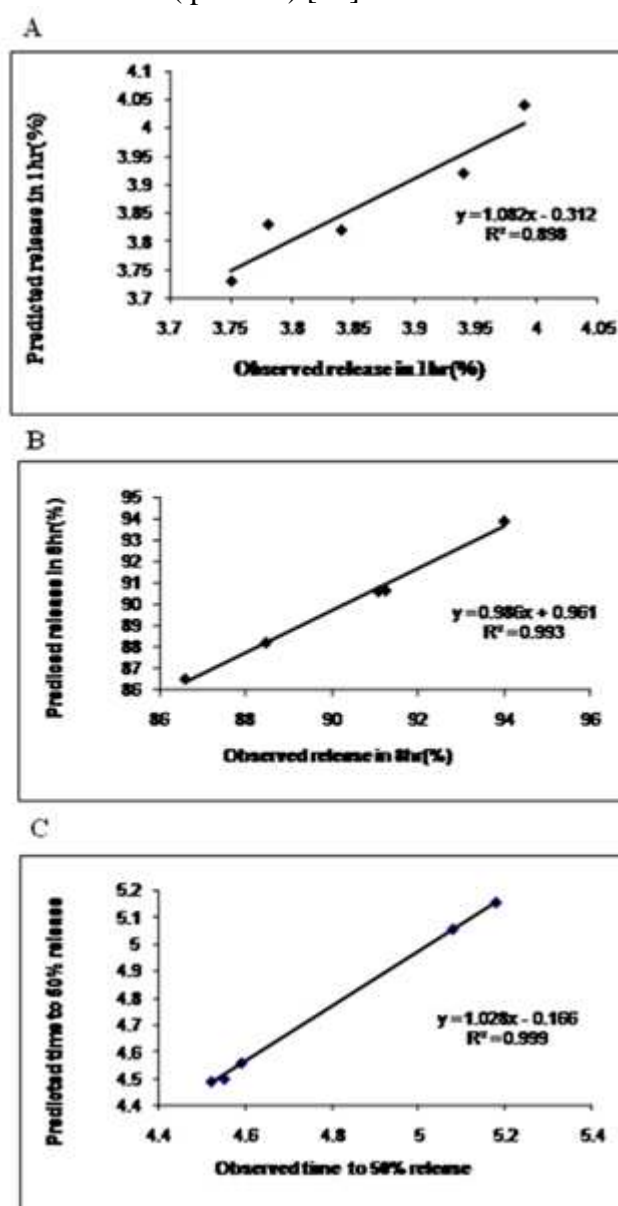 A
Predicted release in 1 hr(%)
4.1
4.05
4
3.95
3.9
3.85
3.8
3.75
3.7
y = 1.082x - 0.312
R² = 0.898
3.7 3.75 3.8 3.85 3.9 3.95 4 4.05
Observed release in 1 hr(%)
B
Prediced release in 8hr(%)
95
94
93
92
91
90
89
88
87
86
y = 0.986x + 0.961
R² = 0.993
86 88 90 92 94 96
Observed release in 8hr(%)
C
Predicted time to 50% release
5.2
5.1
5
4.9
4.8
4.7
4.6
4.5
4.4
y = 1.028x - 0.166
R² = 0.999
4.4 4.6 4.8 5 5.2 5.4
Observed time to 50% release